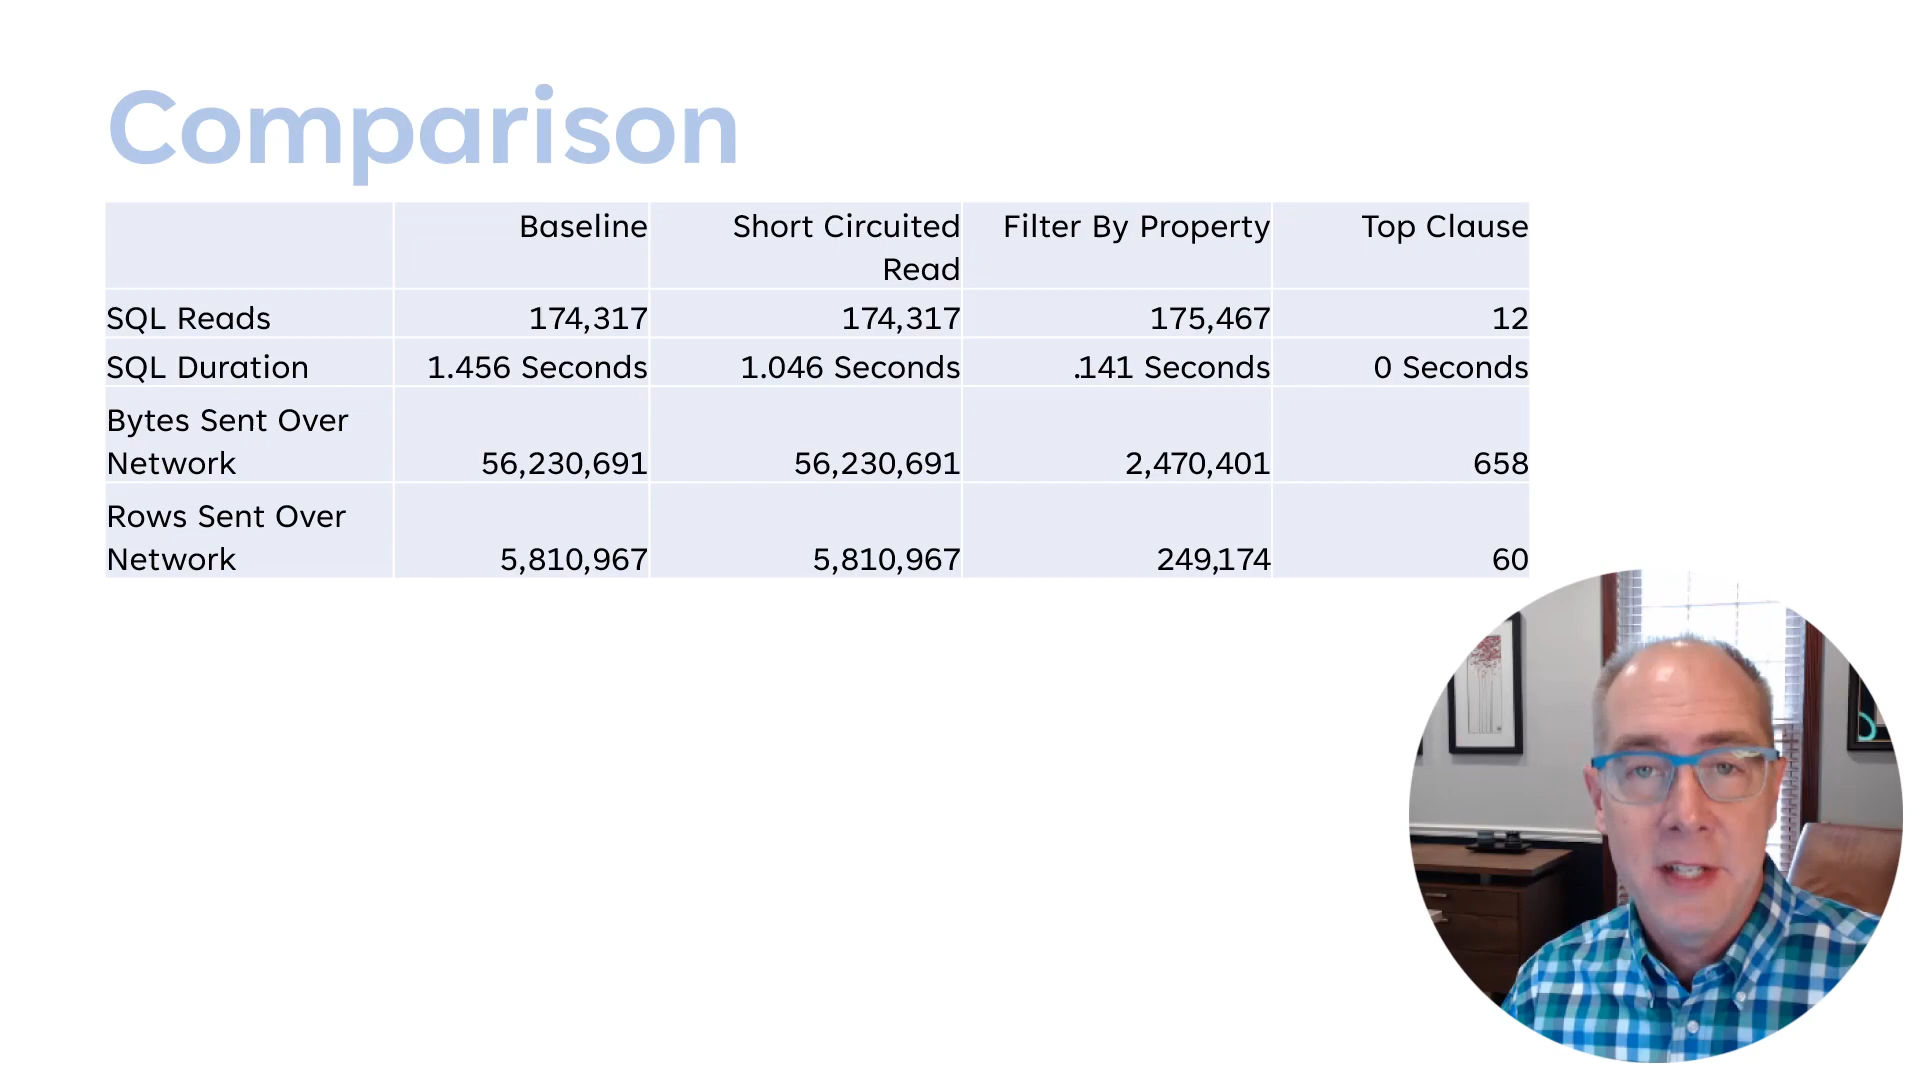 Comparison
Baseline
Short Circuited
Read
Filter By Property
Top Clause
SQL Reads
174,317
174,317
175,467
12
SQL Duration
1.456 Seconds
1.046 Seconds
.141 Seconds
0 Seconds
Bytes Sent Over
Network
56,230,691
56,230,691
2,470,401
658
Rows Sent Over
Network
5,810,967
5,810,967
249,174
60